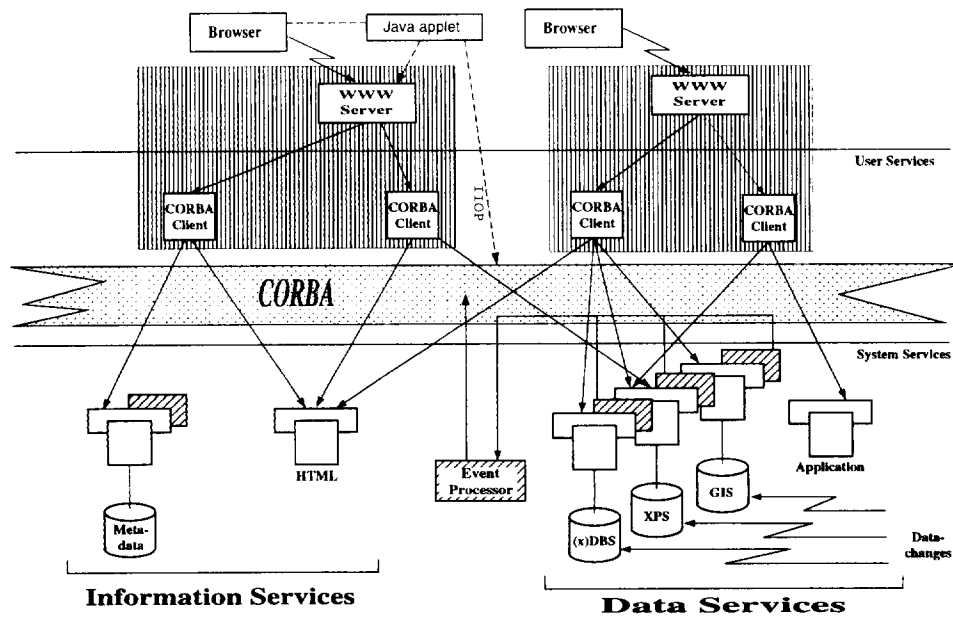 Browser
Java applet
Browser
WWW
Server
WWW
Server
User Services
CORBA
Client
CORBA
Client
IIOP
CORBA
Client
CORBA
Client
CORBA
System Services
HTML
Event
Processor
Application
GIS
XPS
(x)DBS
Meta-
data
Data-
changes
Information Services
Data Services